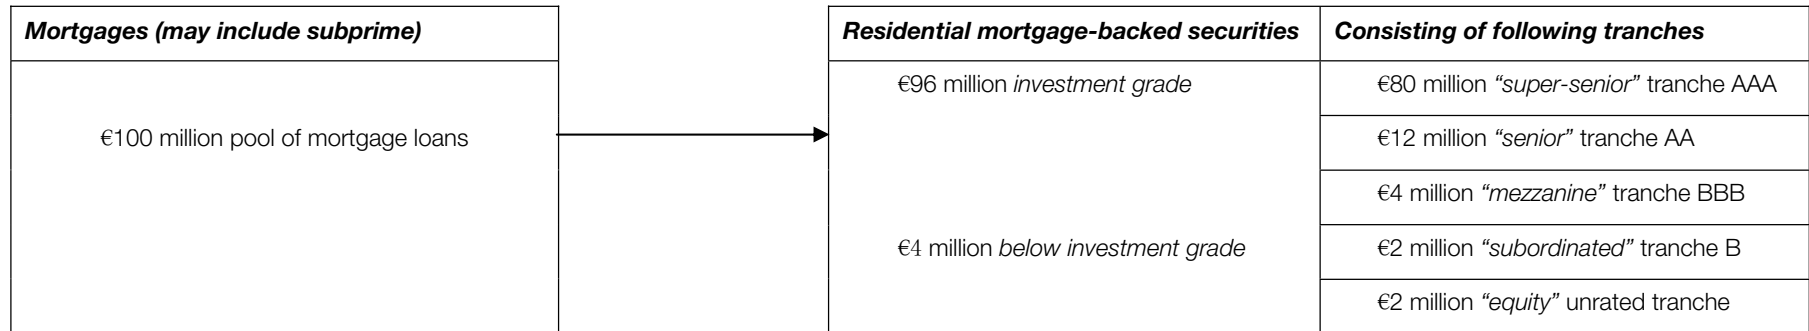 Mortgages (may include subprime)
Residential mortgage-backed securities
Consisting of following tranches
€100 million pool of mortgage loans
€96 million investment grade
€80 million “super-senior” tranche AAA
€12 million “senior” tranche AA
€4 million “mezzanine” tranche BBB
€4 million below investment grade
€2 million “subordinated” tranche B
€2 million “equity” unrated tranche